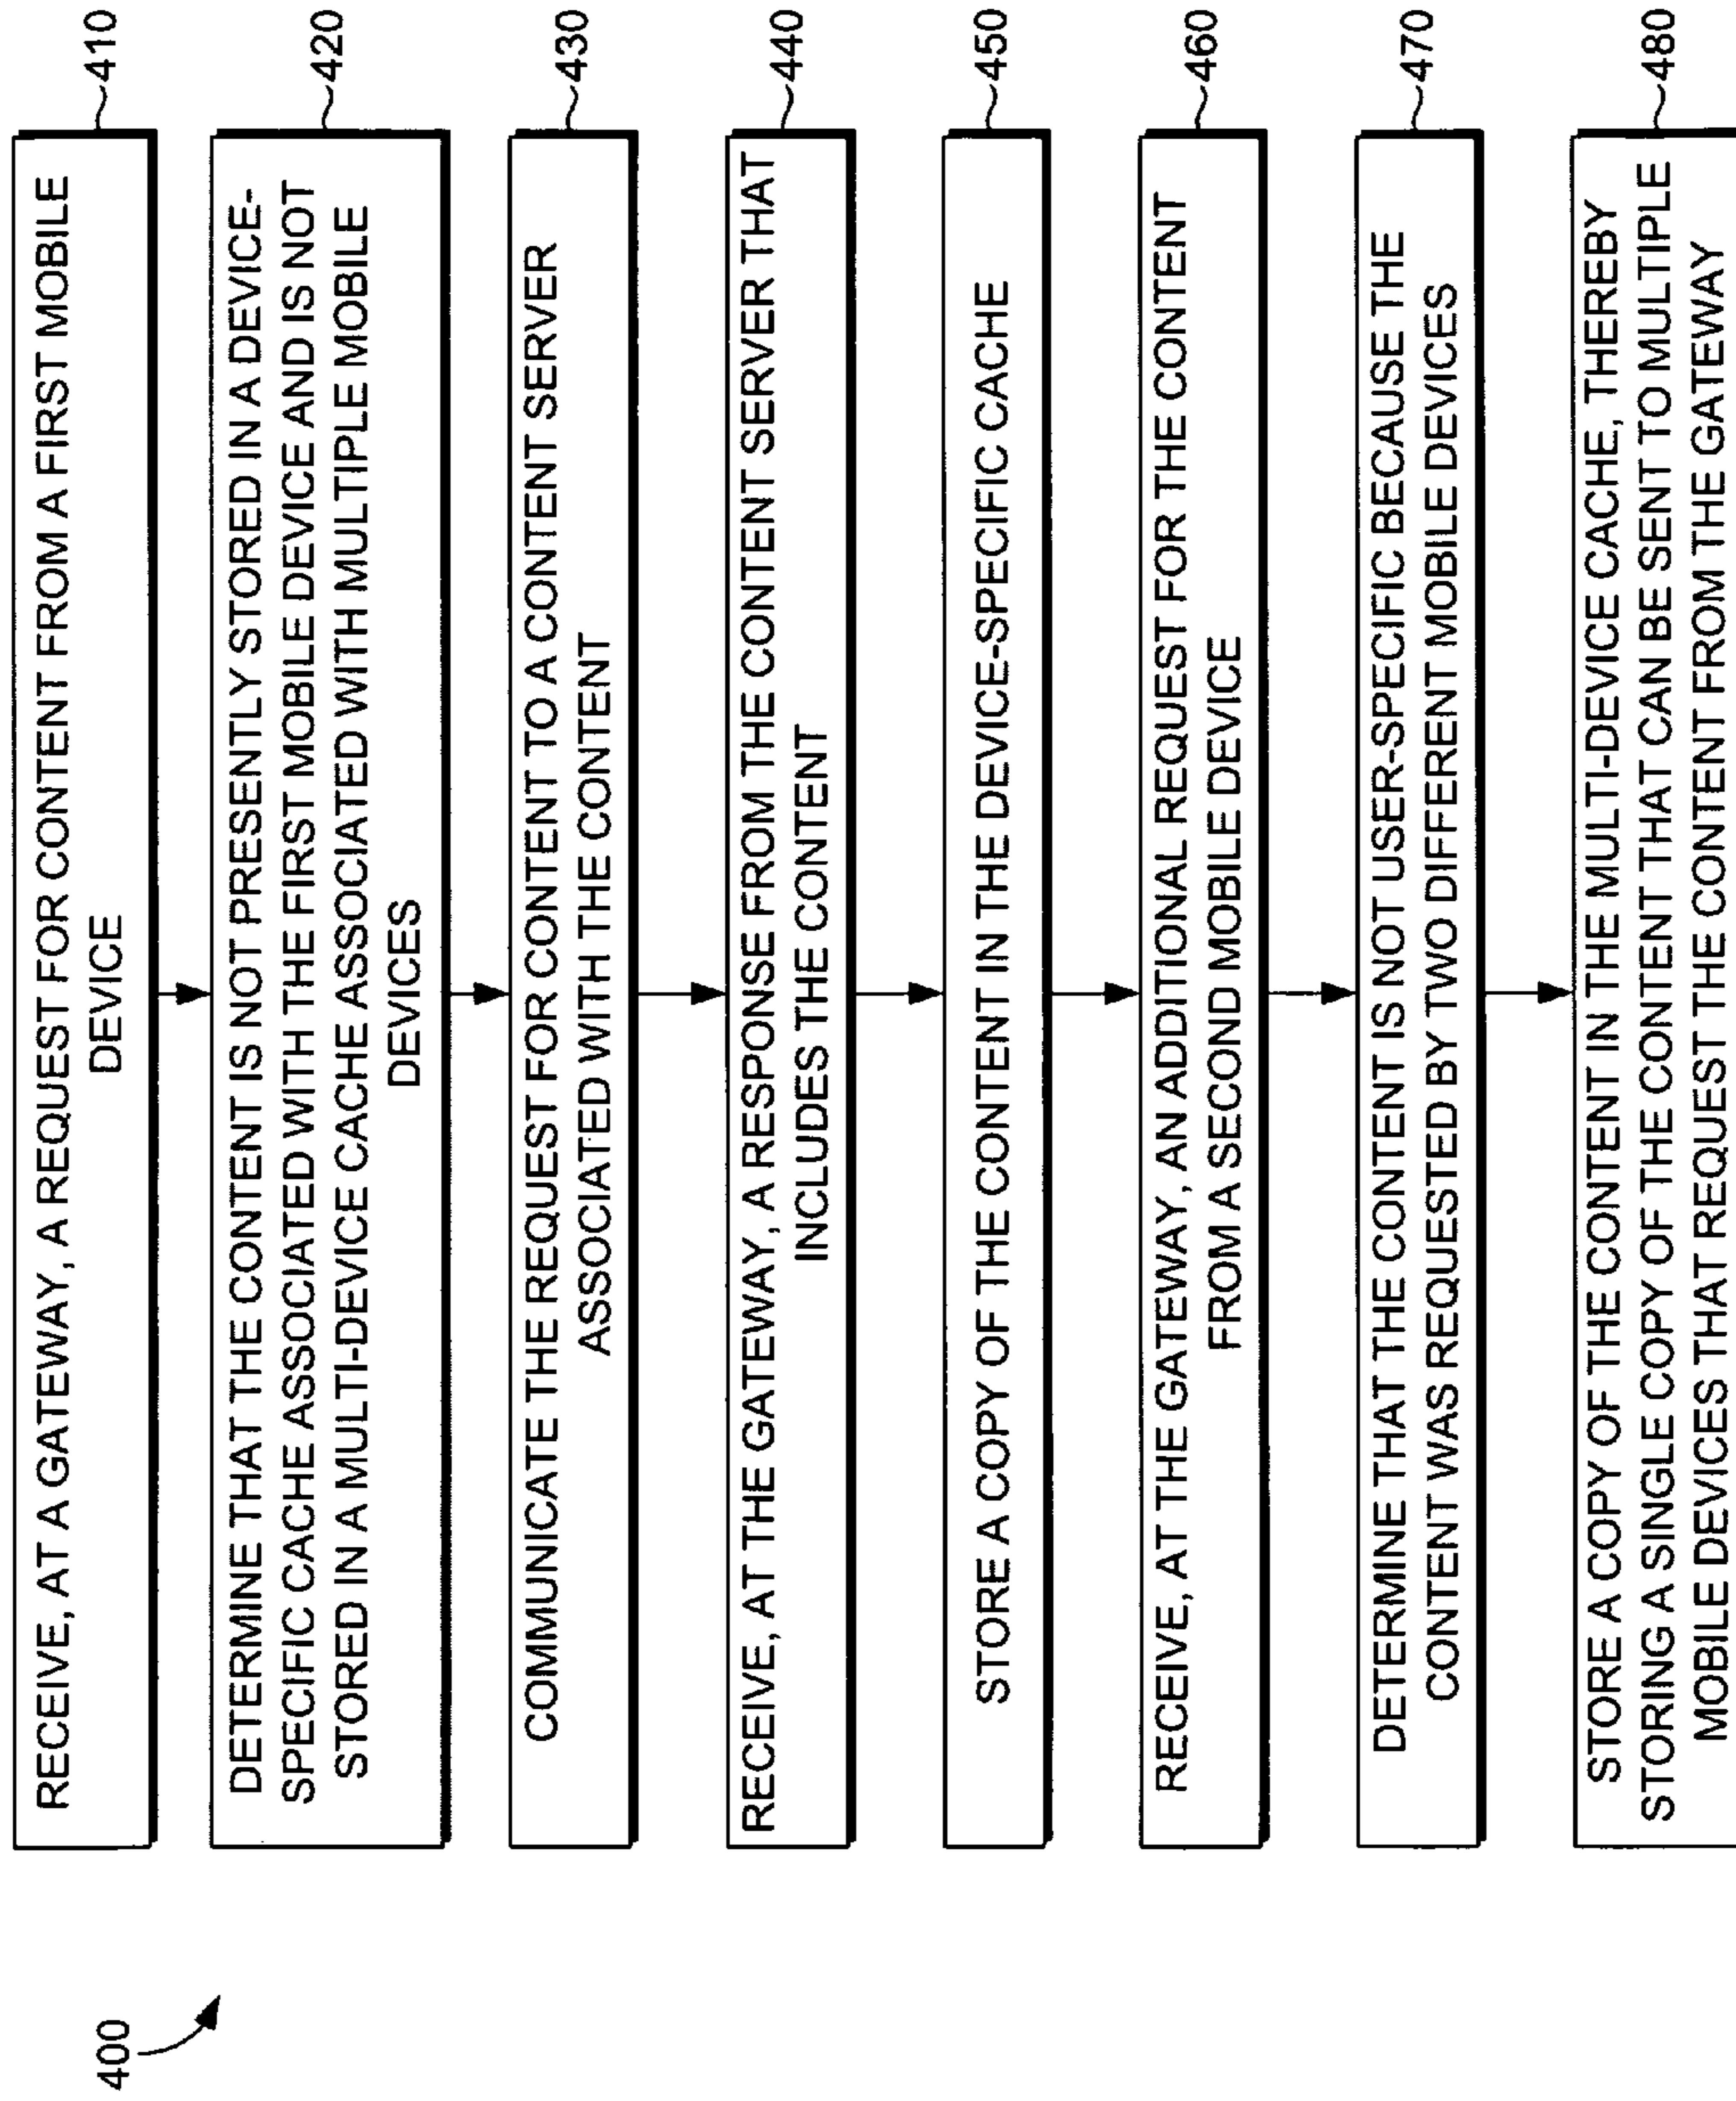 400
RECEIVE, AT A GATEWAY, A REQUEST FOR CONTENT FROM A FIRST MOBILE
DEVICE
410
DETERMINE THAT THE CONTENT IS NOT PRESENTLY STORED IN A DEVICE-
SPECIFIC CACHE ASSOCIATED WITH THE FIRST MOBILE DEVICE AND IS NOT
STORED IN A MULTI-DEVICE CACHE ASSOCIATED WITH MULTIPLE MOBILE
DEVICES
420
COMMUNICATE THE REQUEST FOR CONTENT TO A CONTENT SERVER
ASSOCIATED WITH THE CONTENT
430
RECEIVE, AT THE GATEWAY, A RESPONSE FROM THE CONTENT SERVER THAT
INCLUDES THE CONTENT
440
STORE A COPY OF THE CONTENT IN THE DEVICE-SPECIFIC CACHE
450
RECEIVE, AT THE GATEWAY, AN ADDITIONAL REQUEST FOR THE CONTENT
FROM A SECOND MOBILE DEVICE
460
DETERMINE THAT THE CONTENT IS NOT USER-SPECIFIC BECAUSE THE
CONTENT WAS REQUESTED BY TWO DIFFERENT MOBILE DEVICES
470
STORE A COPY OF THE CONTENT IN THE MULTI-DEVICE CACHE, THEREBY
STORING A SINGLE COPY OF THE CONTENT THAT CAN BE SENT TO MULTIPLE
MOBILE DEVICES THAT REQUEST THE CONTENT FROM THE GATEWAY
480